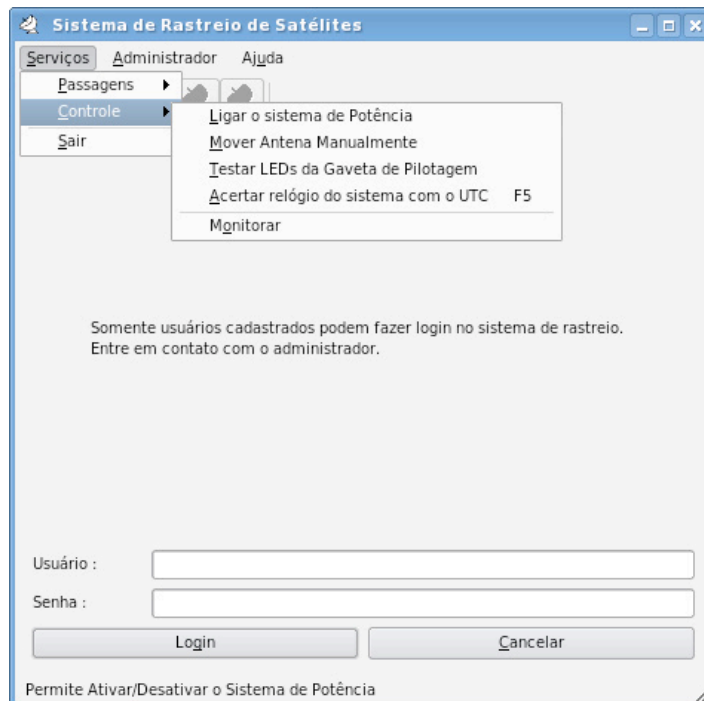 Sistema de Rastreio de Satélites
Serviços Administrador Ajuda
Passagens
Controle
Sair
Ligar o sistema de Potência
Mover Antena Manualmente
Testar LEDs da Gaveta de Pilotagem
Acertar relógio do sistema com o UTC F5
Monitorar
Somente usuários cadastrados podem fazer login no sistema de rastreio.
Entre em contato com o administrador.
Usuário :
Senha :
Login Cancelar
Permite Ativar/Desativar o Sistema de Potência